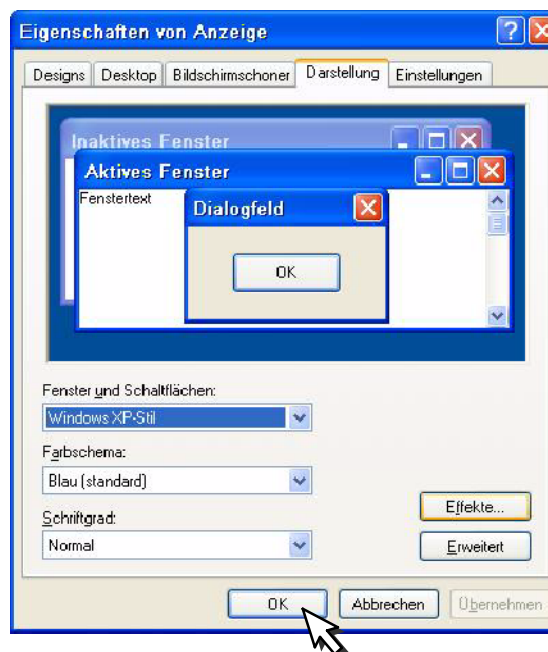 Eigenschaften von Anzeige
Designs Desktop Bildschirmschoner Darstellung Einstellungen
Inaktives Fenster
Aktives Fenster
Fenstertext
Dialogfeld
OK
Fenster und Schaltflächen:
Windows XP-Stil
Farbschema:
Blau (standard)
Effekte...
Schriftgrad:
Normal
Erweitert
OK Abbrechen Übernehmen